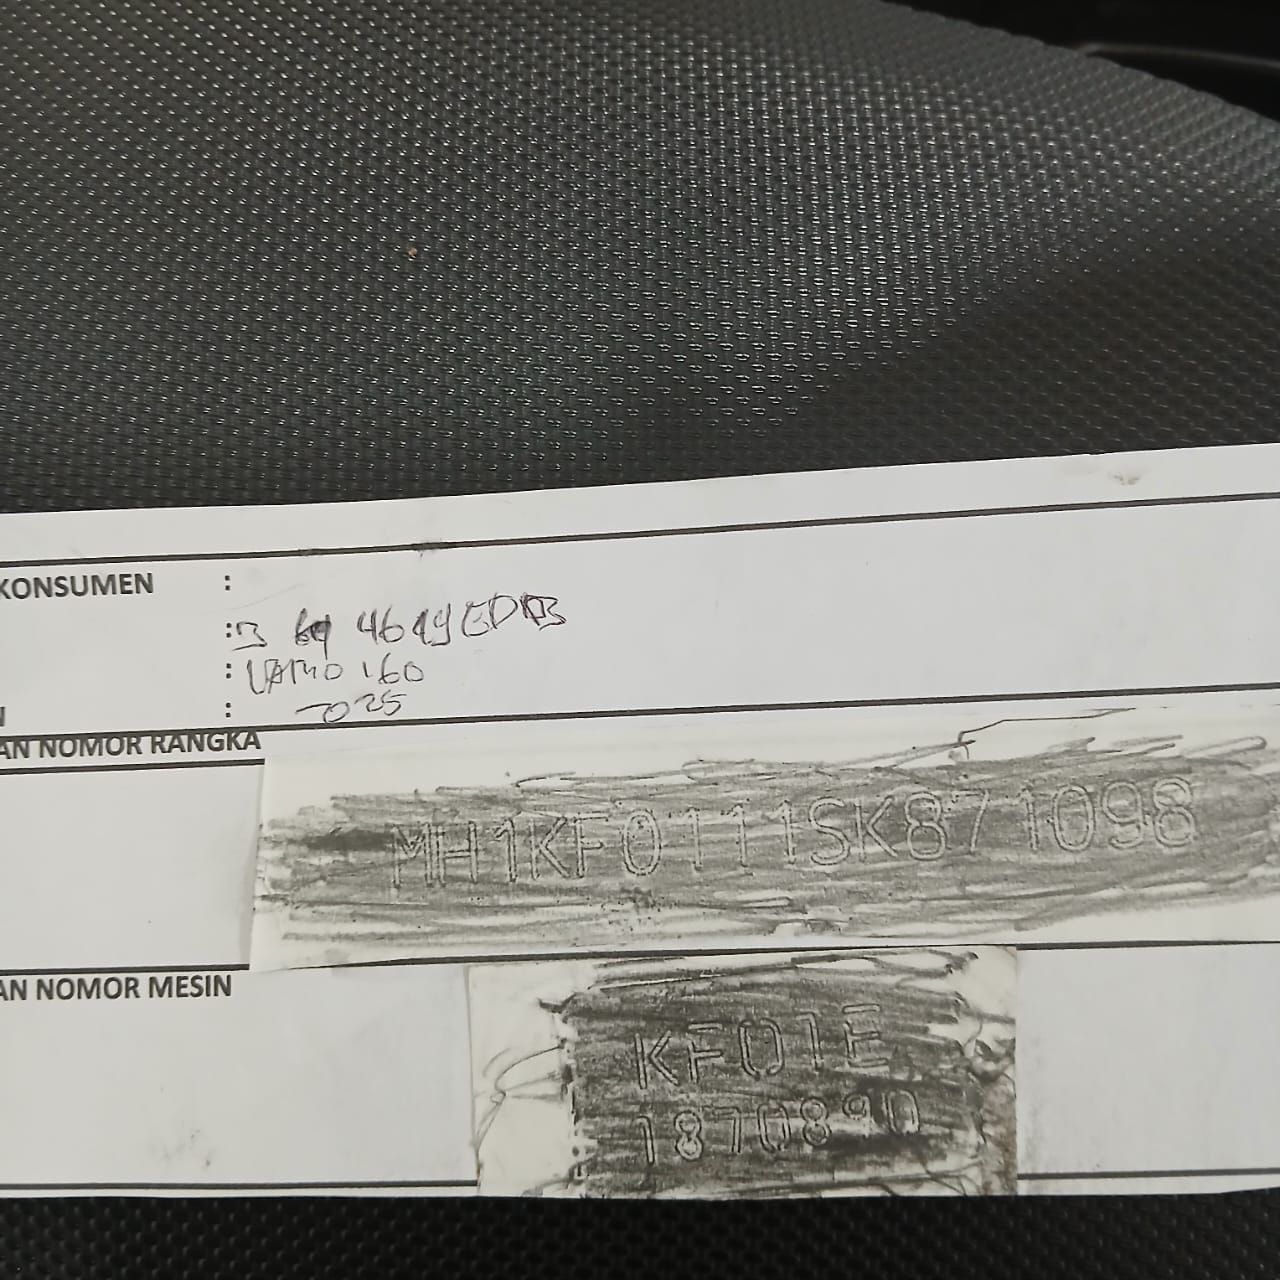 KONSUMEN :
: B 4619 EDB
: VARIO 160
N : 2025
AN NOMOR RANGKA
MH1KF0111SK871098
AN NOMOR MESIN
KF01E
1870890